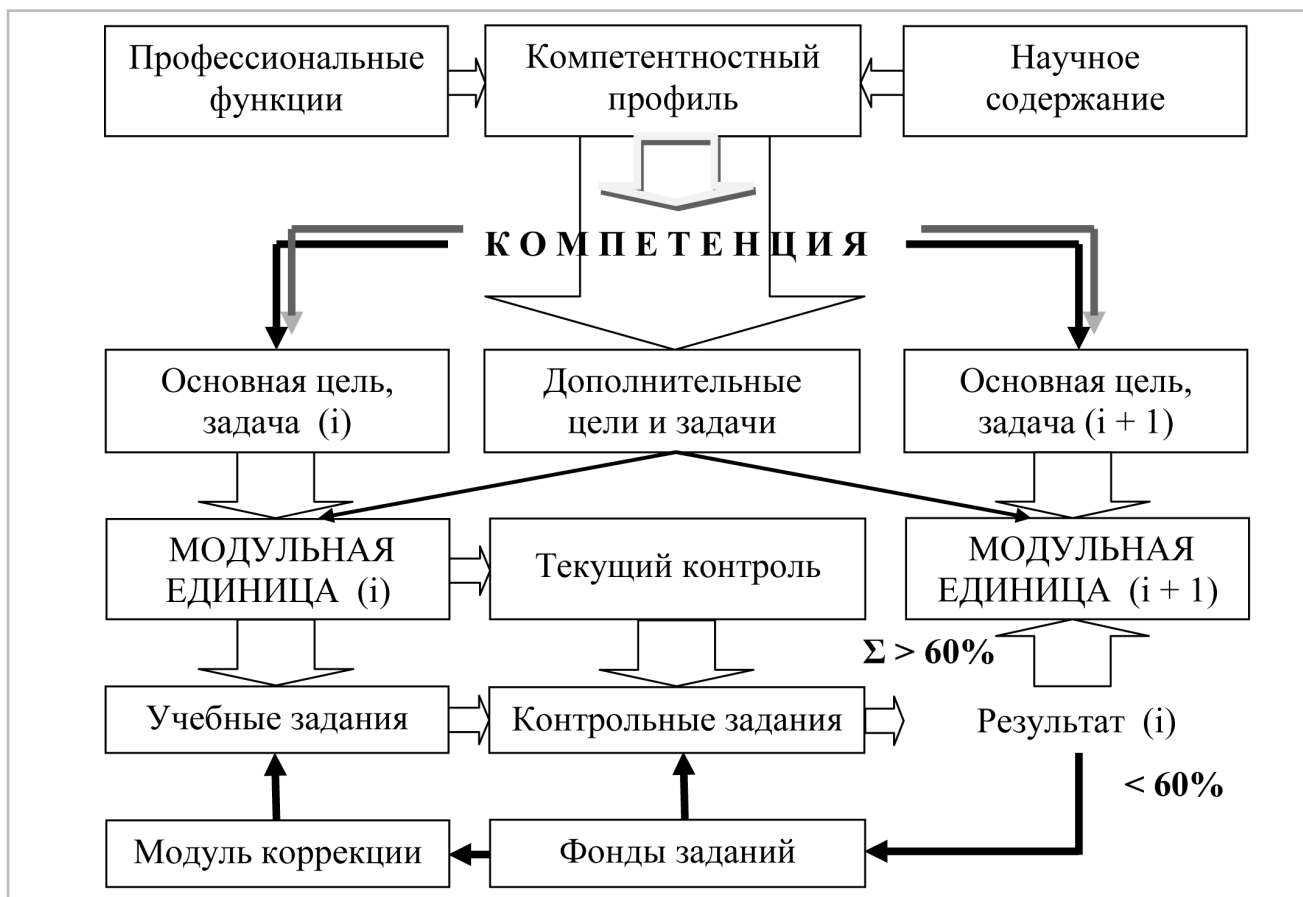 Профессиональные
функции
Компетентностный
профиль
Научное
содержание
К О М П Е Т Е Н Ц И Я
Основная цель,
задача (i)
Дополнительные
цели и задачи
Основная цель,
задача (i + 1)
МОДУЛЬНАЯ
ЕДИНИЦА (i)
Текущий контроль
МОДУЛЬНАЯ
ЕДИНИЦА (i + 1)
Σ > 60%
Учебные задания
Контрольные задания
Результат (i)
< 60%
Модуль коррекции
Фонды заданий